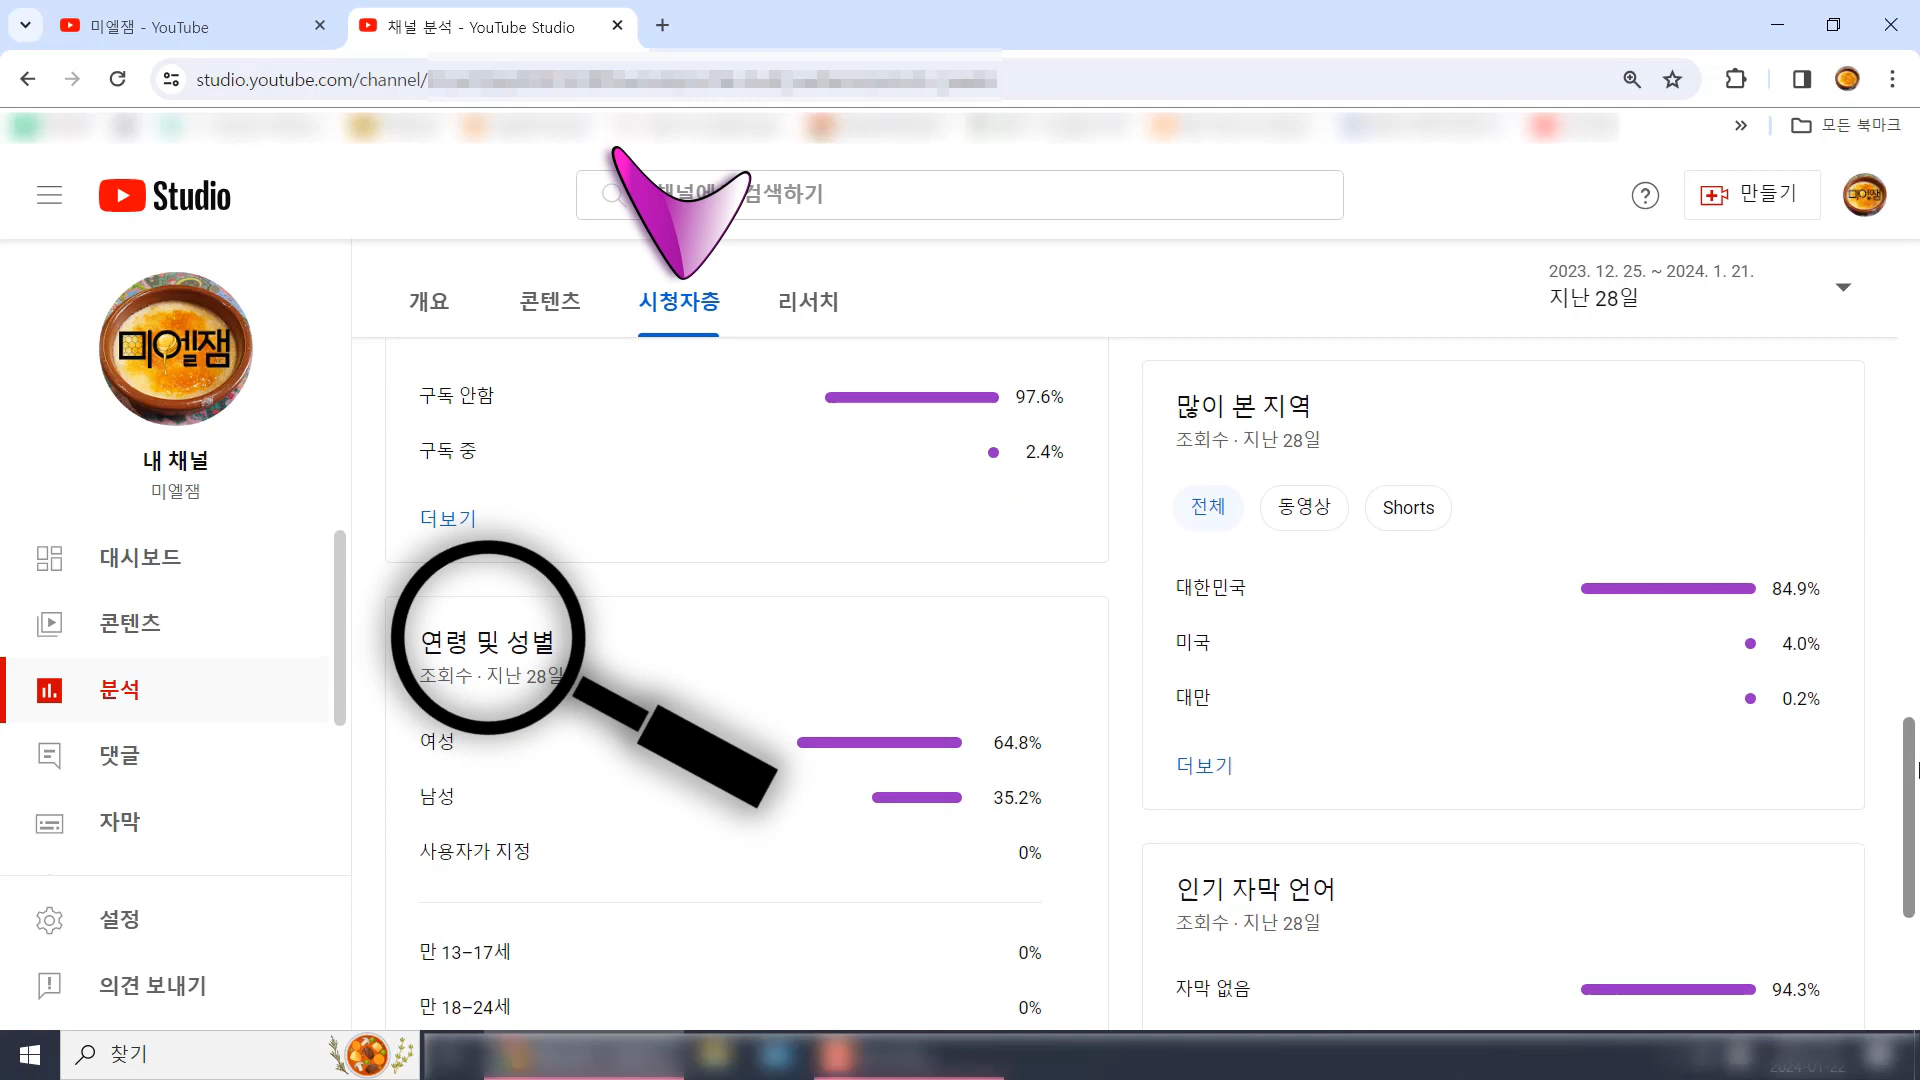 미엘잼 - YouTube
채널 분석 - YouTube Studio
studio.youtube.com/channel/
모든 북마크
Studio
검색하기
만들기
미엘잼
2023. 12. 25. ~ 2024. 1. 21.
지난 28일
개요
콘텐츠
시청자층
리서치
미엘잼
내 채널
미엘잼
대시보드
콘텐츠
분석
댓글
자막
설정
의견 보내기
구독 안함 97.6%
구독 중 2.4%
더보기
연령 및 성별
조회수 · 지난 28일
여성 64.8%
남성 35.2%
사용자가 지정 0%
만 13–17세 0%
만 18–24세 0%
많이 본 지역
조회수 · 지난 28일
전체
동영상
Shorts
대한민국 84.9%
미국 4.0%
대만 0.2%
더보기
인기 자막 언어
조회수 · 지난 28일
자막 없음 94.3%
찾기
2024-01-22